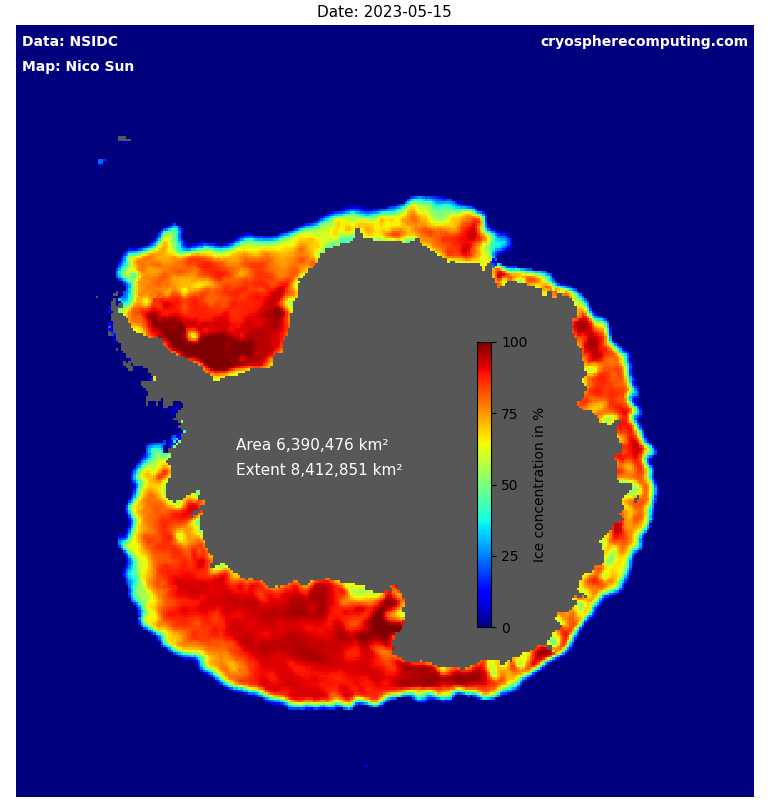 Date: 2023-05-15
Data: NSIDC
cryospherecomputing.com
Map: Nico Sun
100
75
50
25
0
Ice concentration in %
Area 6,390,476 km²
Extent 8,412,851 km²